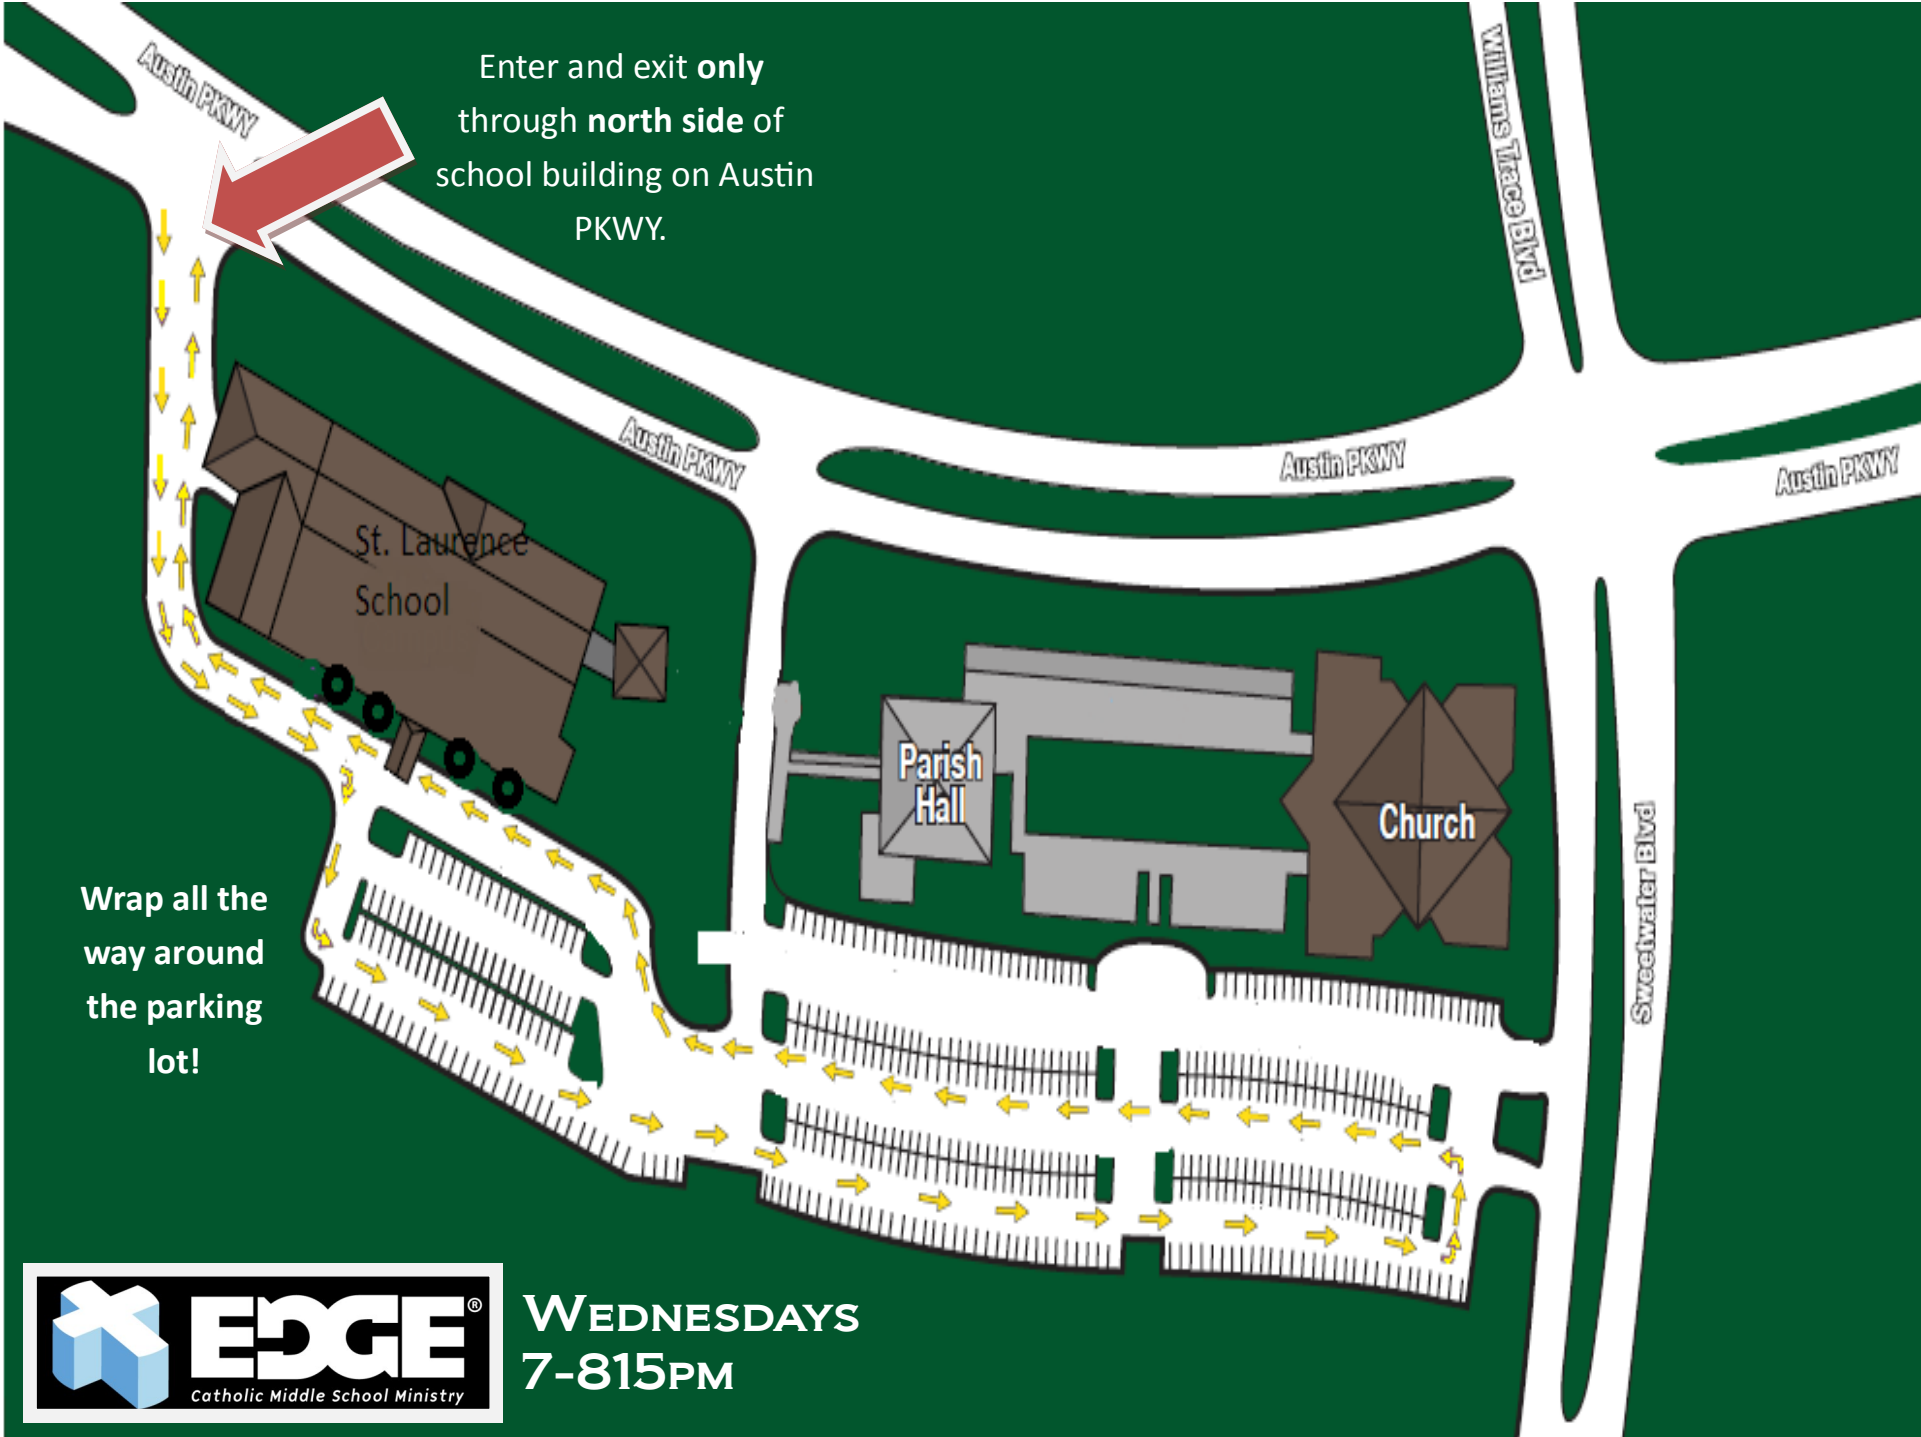 Austin PKWY
Enter and exit only
through north side of
school building on Austin
PKWY.
Williams Trace Blvd
Austin PKWY
Austin PKWY
Austin PKWY
St. Laurence
School
Parish
Hall
Church
Sweetwater Blvd
Wrap all the
way around
the parking
lot!
EDGE®
Catholic Middle School Ministry
WEDNESDAYS
7-815PM